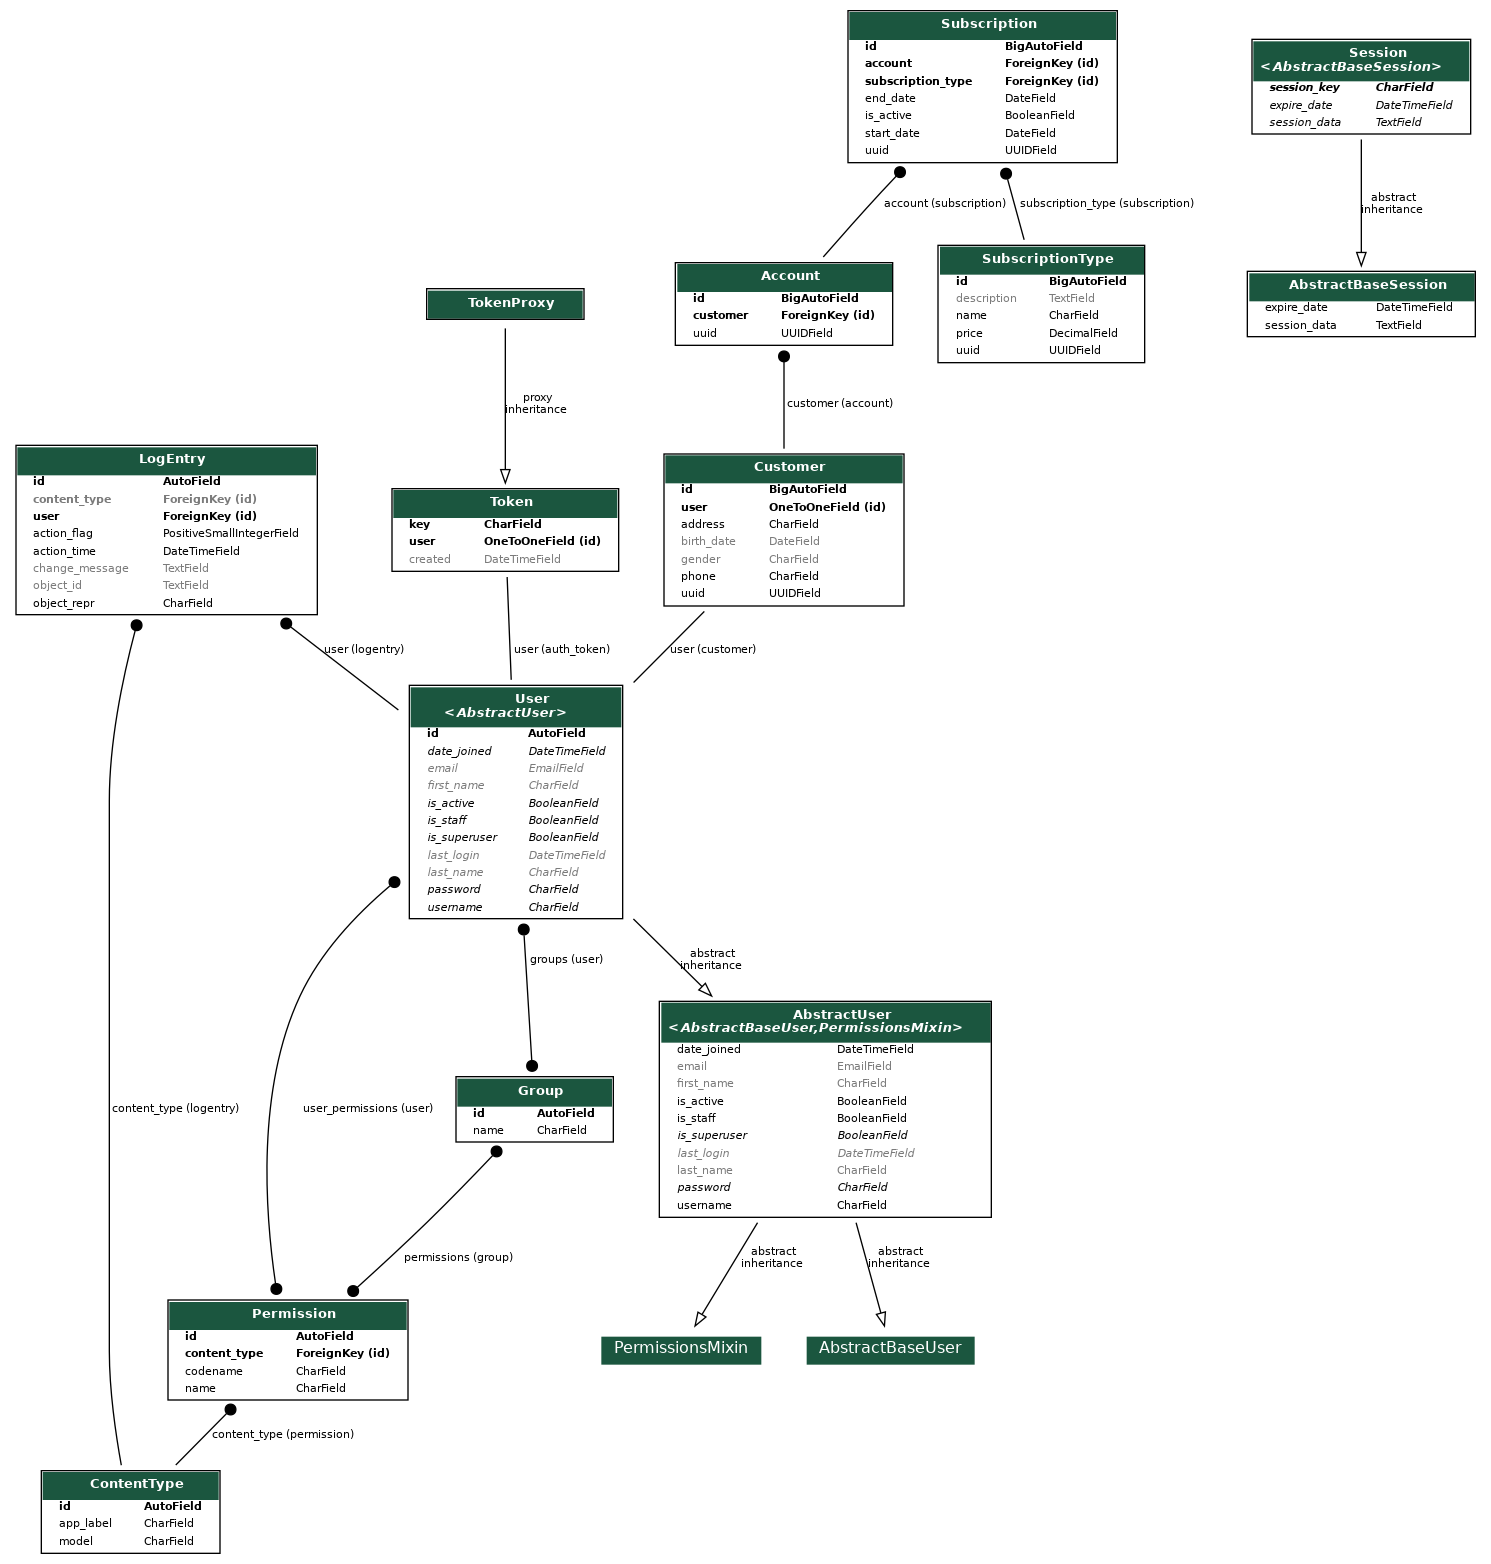 Subscription
id BigAutoField
account ForeignKey (id)
subscription_type ForeignKey (id)
end_date DateField
is_active BooleanField
start_date DateField
uuid UUIDField
Session
<AbstractBaseSession>
session_key CharField
expire_date DateTimeField
session_data TextField
account (subscription)
subscription_type (subscription)
abstract
inheritance
Account
id BigAutoField
customer ForeignKey (id)
uuid UUIDField
SubscriptionType
id BigAutoField
description TextField
name CharField
price DecimalField
uuid UUIDField
AbstractBaseSession
expire_date DateTimeField
session_data TextField
TokenProxy
proxy
inheritance
customer (account)
LogEntry
id AutoField
content_type ForeignKey (id)
user ForeignKey (id)
action_flag PositiveSmallIntegerField
action_time DateTimeField
change_message TextField
object_id TextField
object_repr CharField
Token
key CharField
user OneToOneField (id)
created DateTimeField
Customer
id BigAutoField
user OneToOneField (id)
address CharField
birth_date DateField
gender CharField
phone CharField
uuid UUIDField
user (logentry)
user (auth_token)
user (customer)
User
<AbstractUser>
id AutoField
date_joined DateTimeField
email EmailField
first_name CharField
is_active BooleanField
is_staff BooleanField
is_superuser BooleanField
last_login DateTimeField
last_name CharField
password CharField
username CharField
groups (user)
abstract
inheritance
AbstractUser
<AbstractBaseUser,PermissionsMixin>
date_joined DateTimeField
email EmailField
first_name CharField
is_active BooleanField
is_staff BooleanField
is_superuser BooleanField
last_login DateTimeField
last_name CharField
password CharField
username CharField
content_type (logentry)
user_permissions (user)
Group
id AutoField
name CharField
permissions (group)
abstract
inheritance
abstract
inheritance
Permission
id AutoField
content_type ForeignKey (id)
codename CharField
name CharField
PermissionsMixin
AbstractBaseUser
content_type (permission)
ContentType
id AutoField
app_label CharField
model CharField